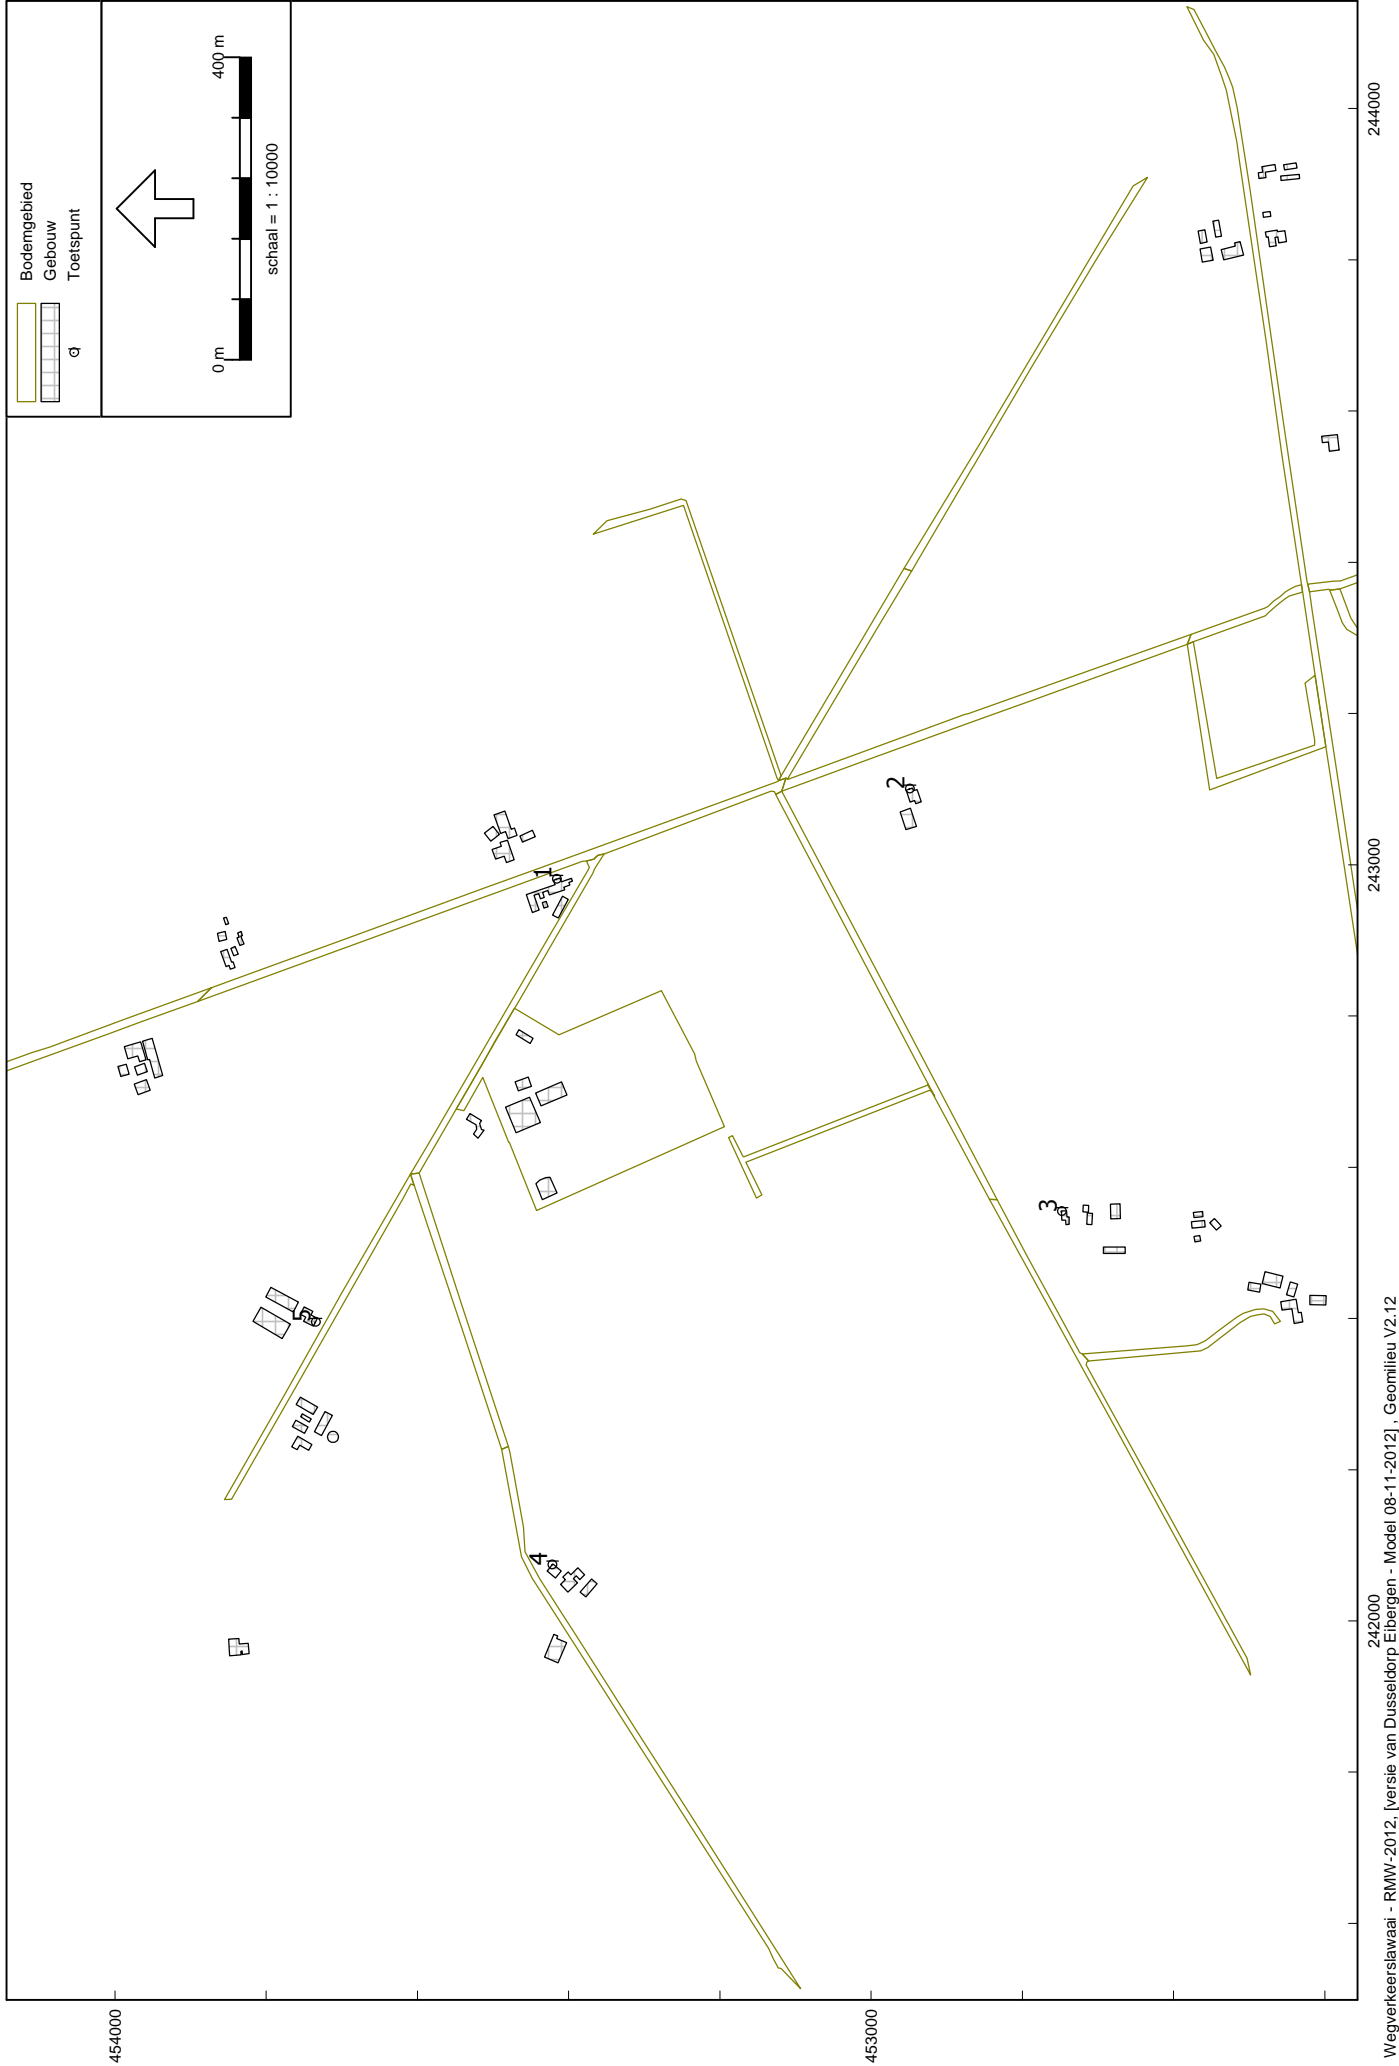 Bodemgebied
Gebouw
Toetspunt
0 m
400 m
schaal = 1 : 10000
5
1
4
2
3
454000
453000
242000
243000
244000
Wegverkeerslawaai - RMW-2012, [versie van Dusseldorp Eibergen - Model 08-11-2012] , Geomilieu V2.12